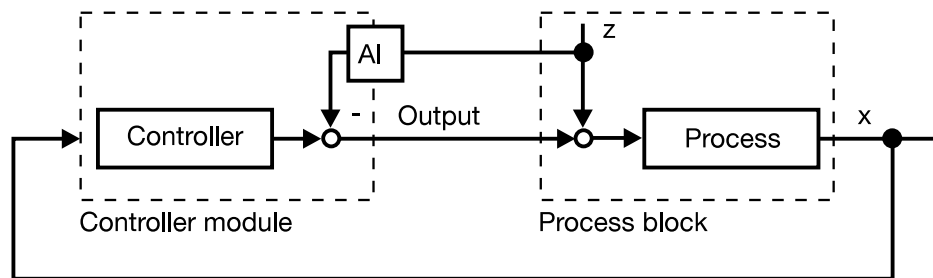 z
AI
-
Output
x
Controller
Process
Controller module
Process block